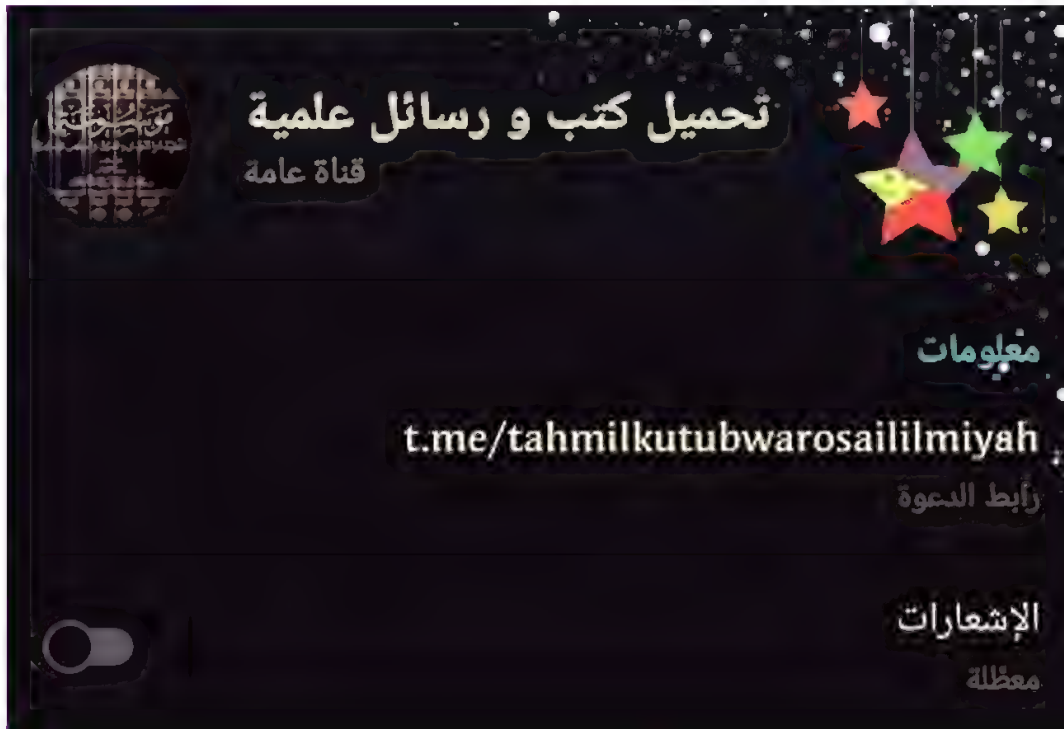 تحميل كتب و رسائل علمية
قناة عامة
معلومات
t.me/tahmilkutubwarosaililmiyah
رابط الدعوة
الإشعارات
معطلة